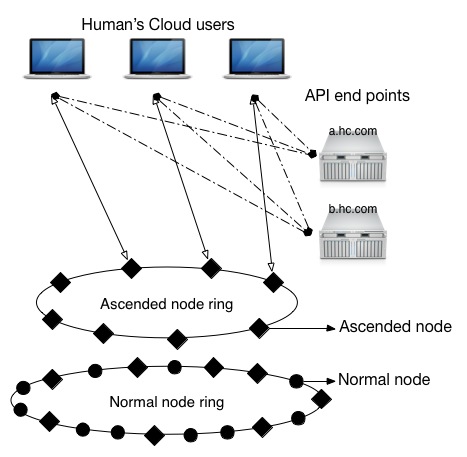 Human's Cloud users
API end points
a.hc.com
b.hc.com
Ascended node ring
Ascended node
Normal node
Normal node ring